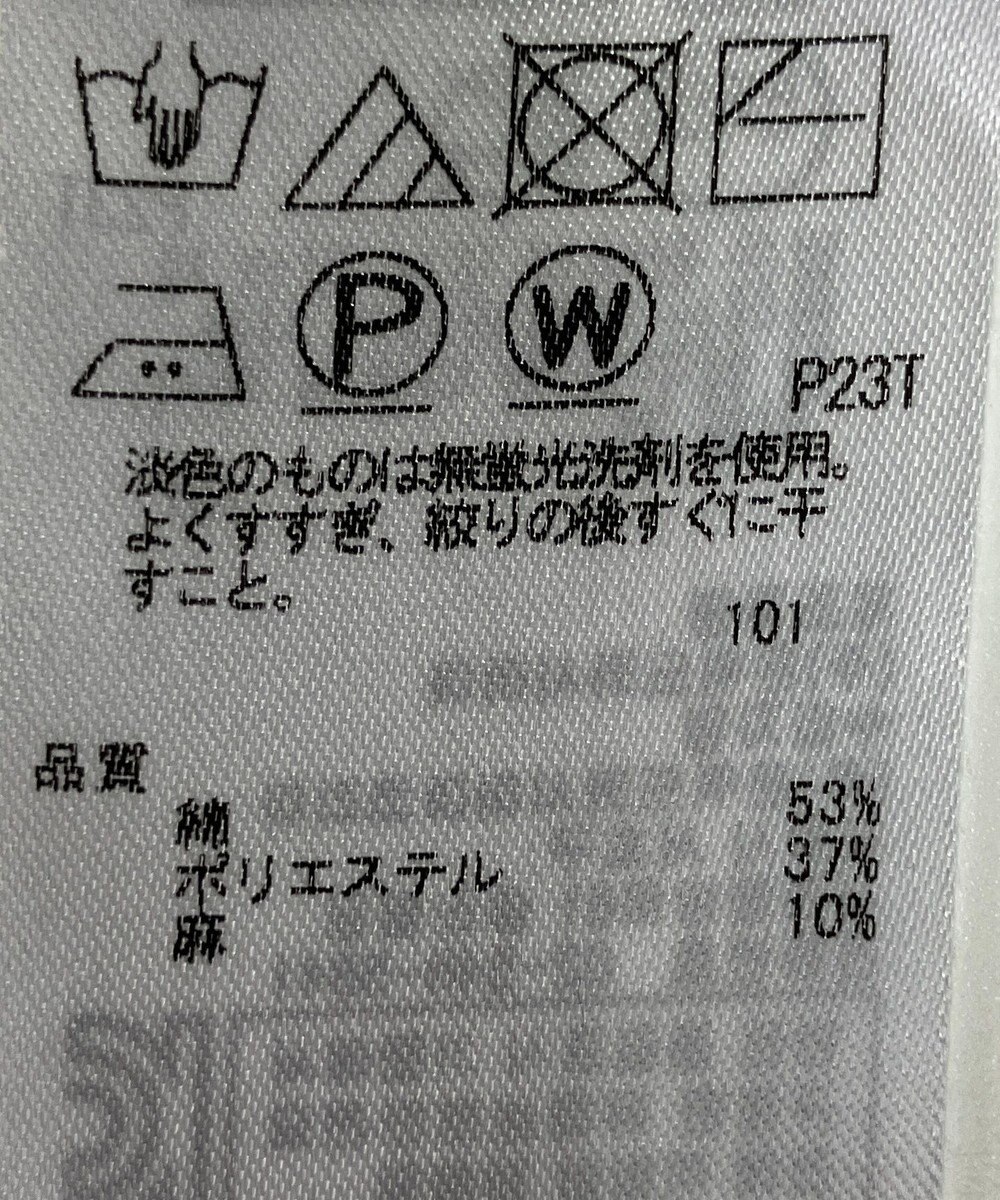 P W
P23T
淡色のものは無蛍光洗剤を使用。
よくすすぎ、絞りの後すぐに干
すこと。
101
品質
綿 53%
ポリエステル 37%
麻 10%